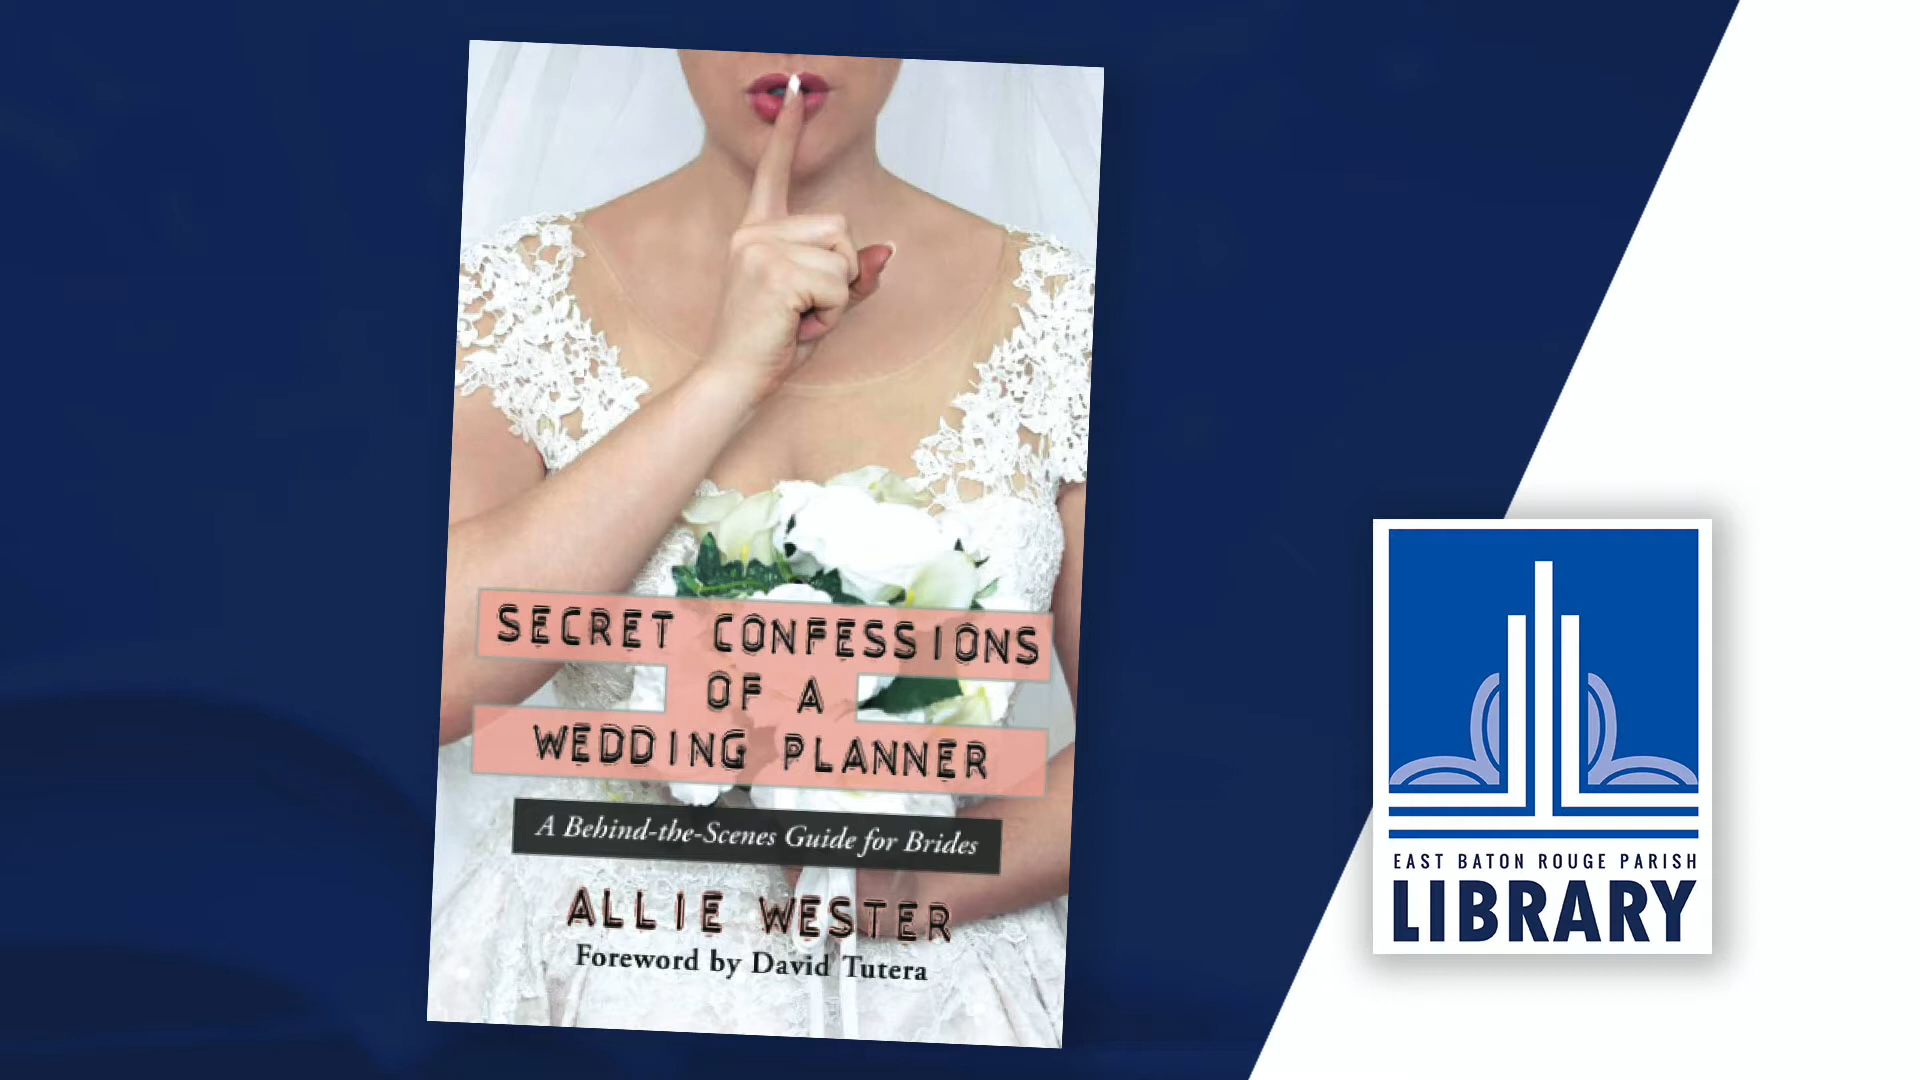 SECRET CONFESSIONS
OF A
WEDDING PLANNER
A Behind-the-Scenes Guide for Brides
ALLIE WESTER
Foreword by David Tutera
EAST BATON ROUGE PARISH
LIBRARY